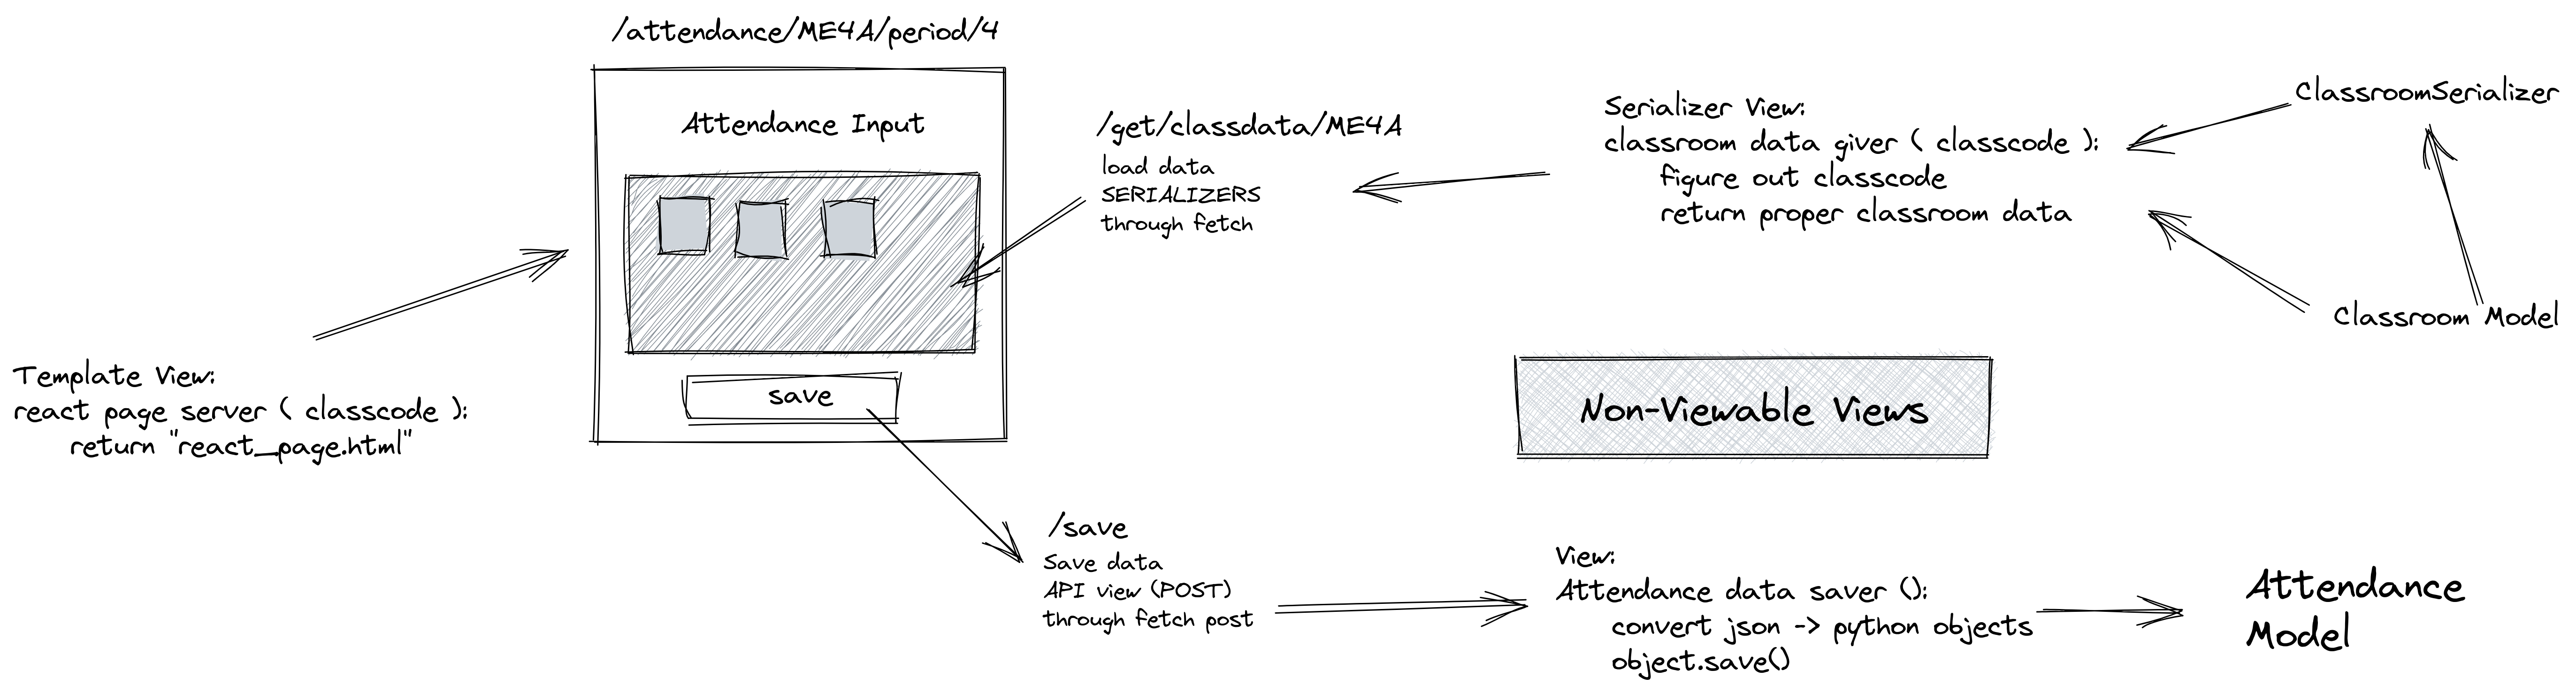 /attendance/ME4A/period/4
Attendance Input
save
Template View:
react page server ( classcode ):
return "react_page.html"
/get/classdata/ME4A
load data
SERIALIZERS
through fetch
Serializer View:
classroom data giver ( classcode ):
figure out classcode
return proper classroom data
ClassroomSerializer
Classroom Model
Non-Viewable Views
/save
Save data
API view (POST)
through fetch post
View:
Attendance data saver ():
convert json -> python objects
object.save()
Attendance
Model